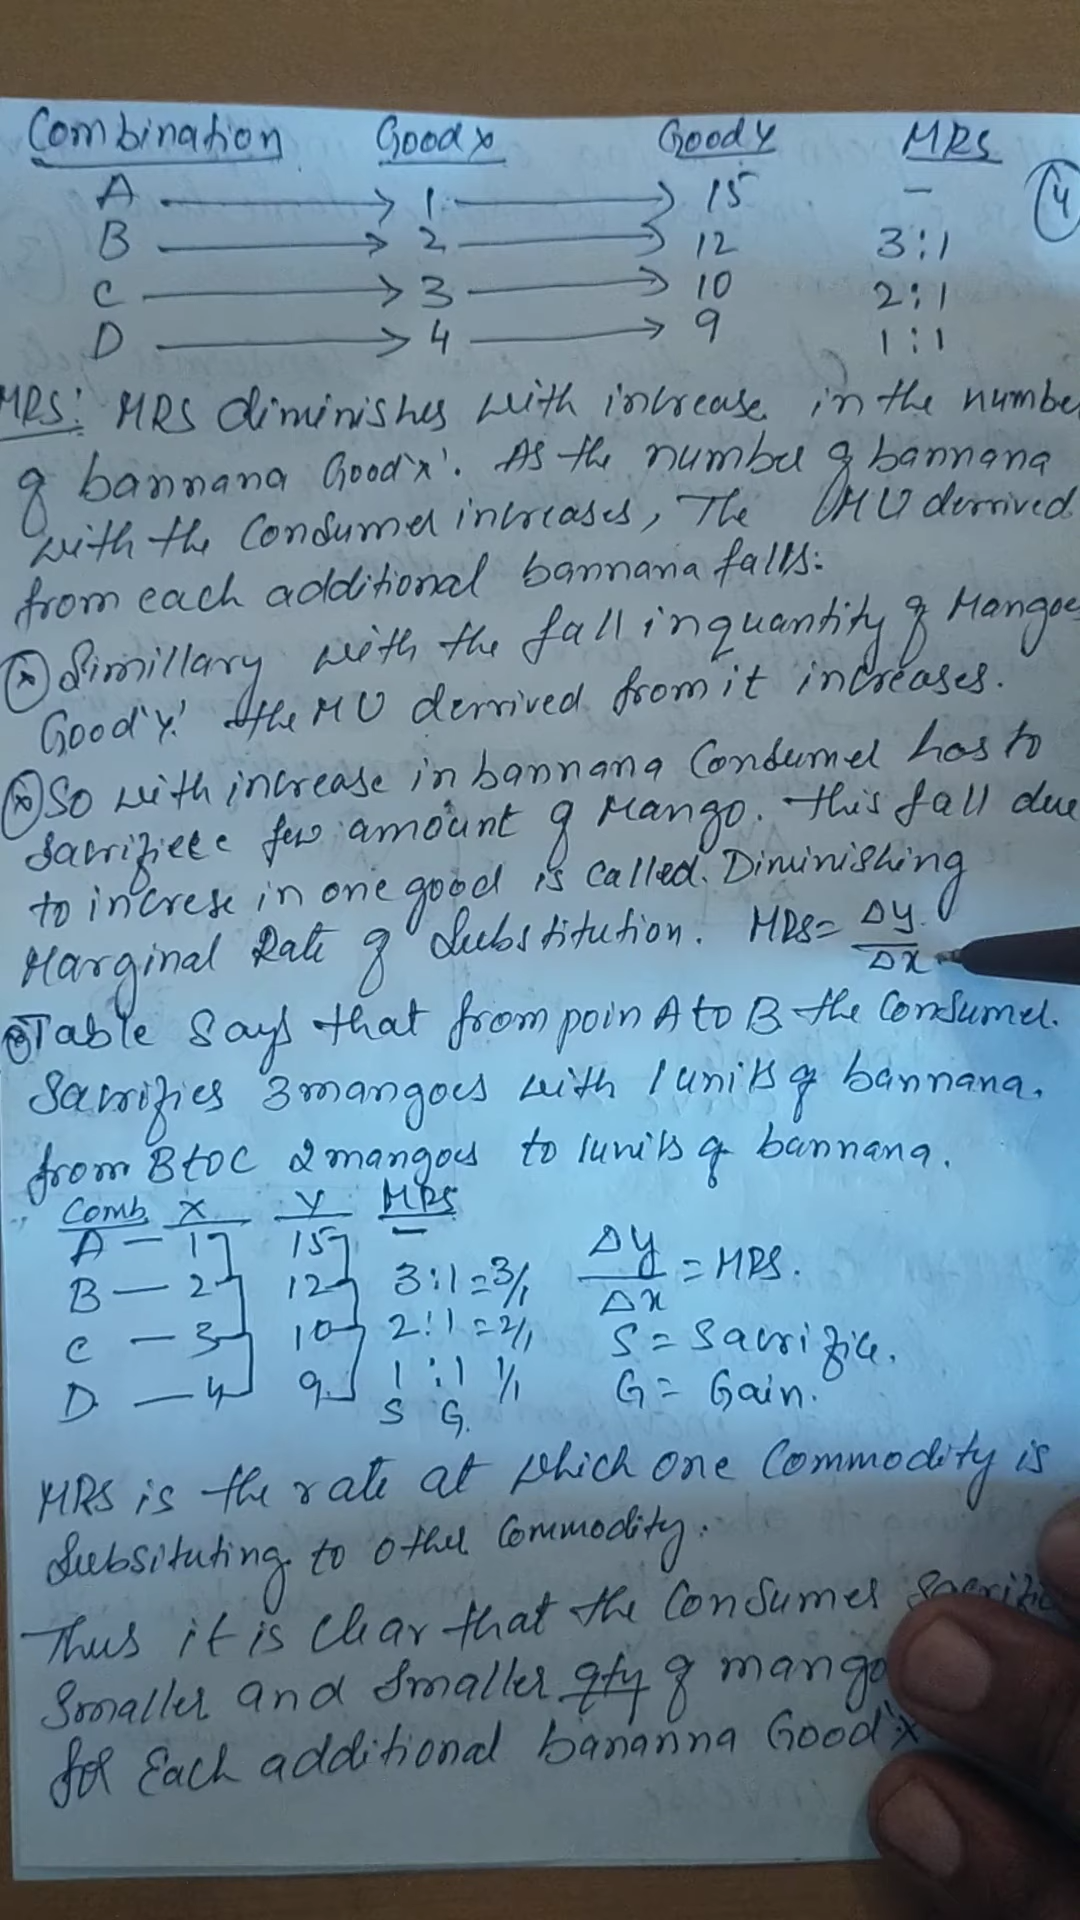 Combination Good x Good y MRS
A → 1 → 15 – 4
B → 2 → 12 3:1
C → 3 → 10 2:1
D → 4 → 9 1:1
MRS: MRS diminishes with increase in the number
of bannana Good 'x'. As the number of bannana
with the Consumer increases, The MU derrived
from each additional bannana falls:
Simillary with the fall in quantity of Mangoes
Good 'y' the MU derrived from it increases.
So with increase in bannana Consumer has to
few amount of Mango. this fall due
to increse in one good is called Diminishing
Marginal Rate of Substitution. MRS= Δy/Δx
Table Says that from poin A to B the Consumer.
Sacrifies 3 mangoes with 1 units of bannana.
from B to C 2 mangoes to 1 units of bannana.
Comb X Y MRS
A – 1 15 –
B – 2 12 3:1 = 3/1 Δy/Δx = MRS.
C – 3 10 2:1 = 2/1 S = Sacrifice.
D – 4 9 1:1 1/1 G = Gain.
S G.
MRS is the rate at which one Commodity is
Subsituting to other Commodity.
Thus it is clear that the Consumer
Smaller and Smaller qty of mango
for Each additional bananna Good 'x